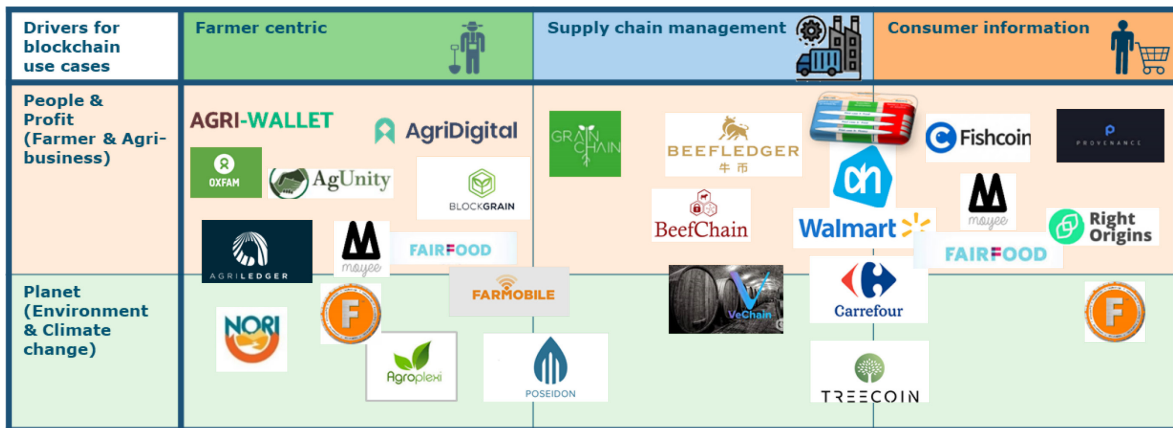 Drivers for
blockchain
use cases
Farmer centric
Supply chain management
Consumer information
People &
Profit
(Farmer & Agri-
business)
AGRI-WALLET
AgriDigital
OXFAM
AgUnity
BLOCKGRAIN
AGRILEDGER
moyee
FAIRFOOD
GRAIN
CHAIN
BEEFLEDGER
牛币
BeefChain
Walmart
Fishcoin
PROVENANCE
moyee
Right
Origins
FAIRFOOD
Planet
(Environment
& Climate
change)
NORI
F
FARMOBILE
Agroplexi
POSEIDON
VeChain
Carrefour
TREECOIN
F